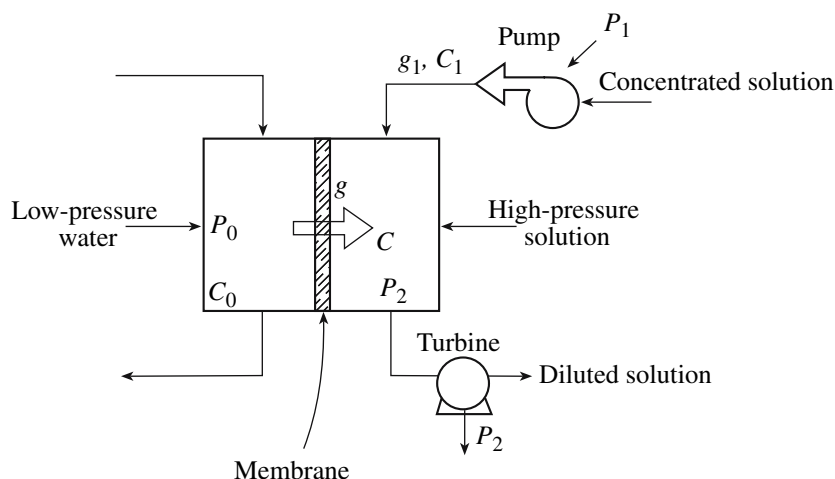 Pump
P1
g1, C1
Concentrated solution
g
Low-pressure
water
P0
High-pressure
solution
C
C0
P2
Turbine
Diluted solution
P2
Membrane